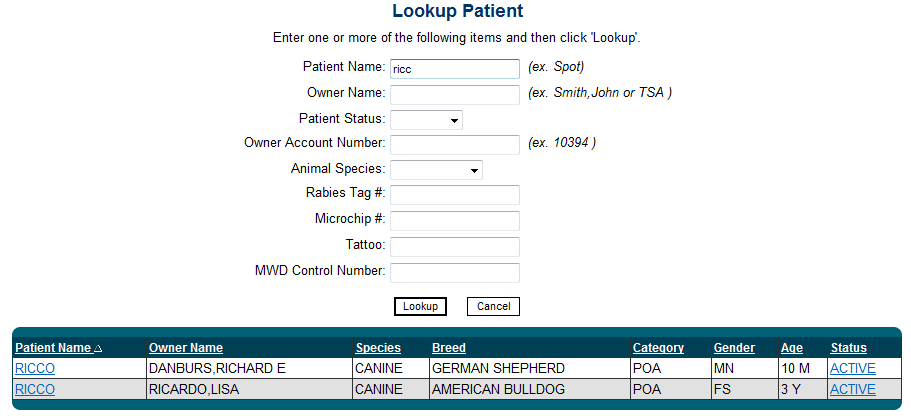 Lookup Patient
Enter one or more of the following items and then click 'Lookup'.
Patient Name: ricc (ex. Spot)
Owner Name: (ex. Smith,John or TSA )
Patient Status:
Owner Account Number: (ex. 10394 )
Animal Species:
Rabies Tag #:
Microchip #:
Tattoo:
MWD Control Number:
Lookup Cancel
Patient Name Owner Name Species Breed Category Gender Age Status
RICCO DANBURS,RICHARD E CANINE GERMAN SHEPHERD POA MN 10 M ACTIVE
RICCO RICARDO,LISA CANINE AMERICAN BULLDOG POA FS 3 Y ACTIVE